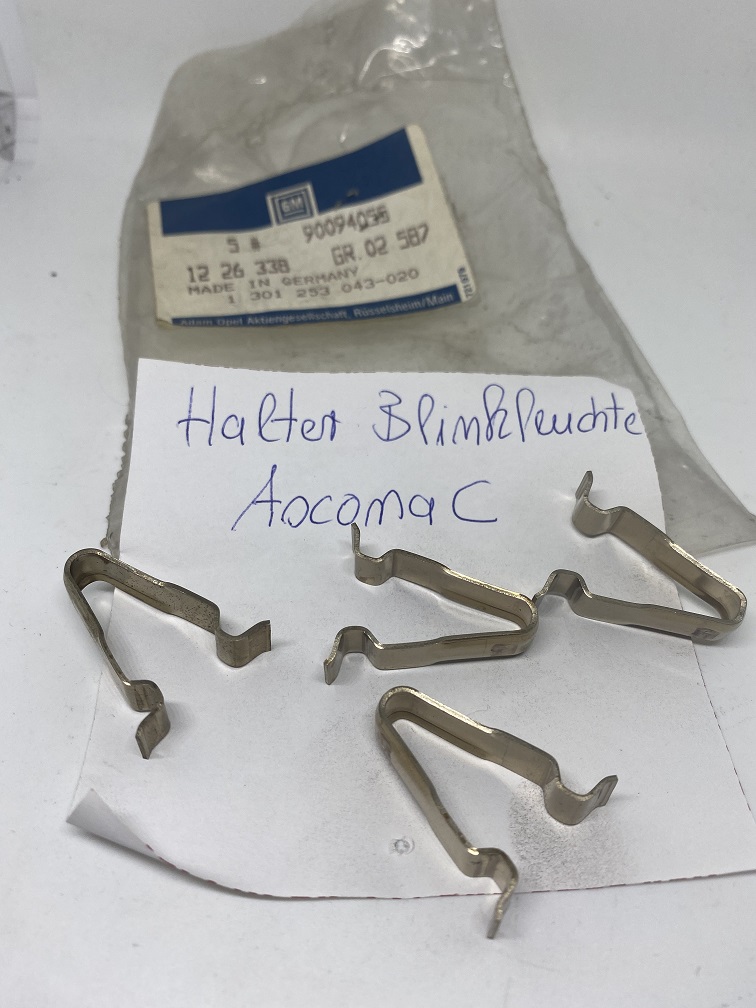 GM
5 # 90094056
12 26 338 GR.02 587
MADE IN GERMANY
1 301 253 043-020
Adam Opel Aktiengesellschaft, Rüsselsheim/Main
Halter Blinkleuchte
Ascona C